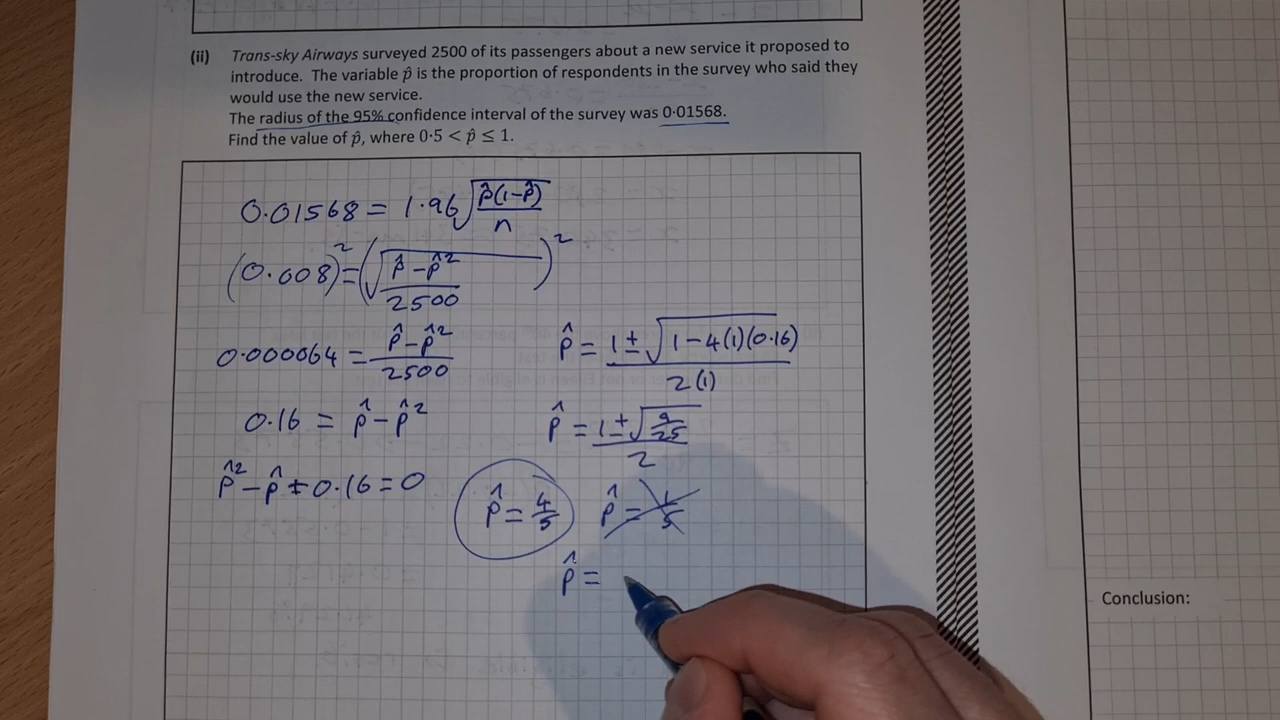 (ii) Trans-sky Airways surveyed 2500 of its passengers about a new service it proposed to
introduce. The variable p̂ is the proportion of respondents in the survey who said they
would use the new service.
The radius of the 95% confidence interval of the survey was 0·01568.
Find the value of p̂, where 0·5 < p̂ ≤ 1.
0.01568 = 1.96 √(p̂(1-p̂)/n)
(0.008)² = (√((p̂ - p̂²)/2500))²
0.000064 = (p̂ - p̂²)/2500
0.16 = p̂ - p̂²
p̂² - p̂ + 0.16 = 0
p̂ = (1 ± √(1-4(1)(0.16)))/2(1)
p̂ = (1 ± √(9/25))/2
p̂ = 4/5 p̂ = 1/5
p̂ =
Conclusion: